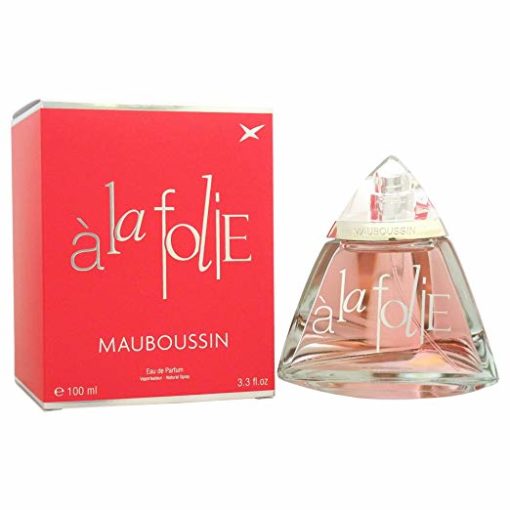 à la folie
MAUBOUSSIN
Eau de Parfum
Vaporisateur - Natural Spray
e 100 ml
3.3 fl.oz
MAUBOUSSIN
à la folie